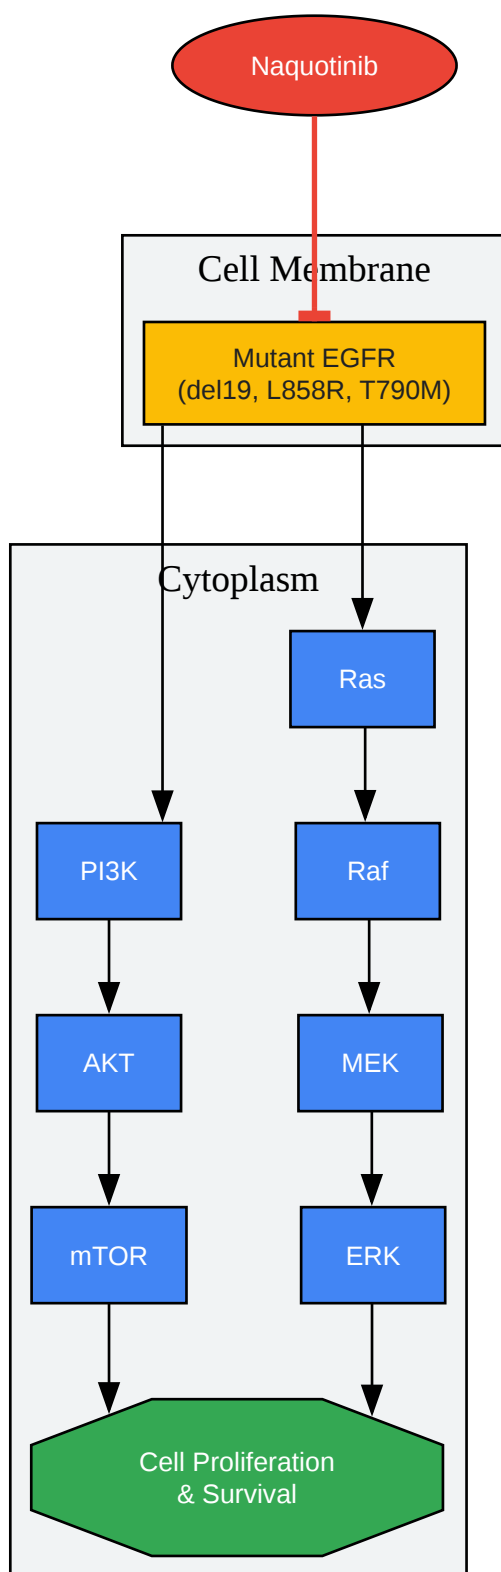 Naquotinib
Cell Membrane
Mutant EGFR
(del19, L858R, T790M)
Cytoplasm
Ras
PI3K
Raf
AKT
MEK
mTOR
ERK
Cell Proliferation
& Survival